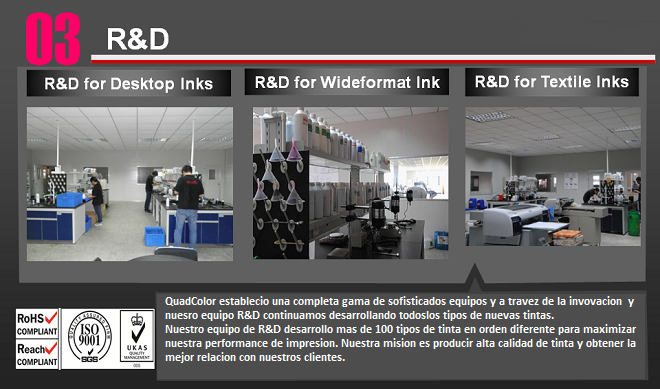 03 R&D
R&D for Desktop Inks
R&D for Wideformat Ink
R&D for Textile Inks
QuadColor establecio una completa gama de sofisticados equipos y a travez de la invovacion y
nuesro equipo R&D continuamos desarrollando todoslos tipos de nuevas tintas.
Nuestro equipo de R&D desarrollo mas de 100 tipos de tinta en orden diferente para maximizar
nuestra performance de impresion. Nuestra mision es producir alta calidad de tinta y obtener la
mejor relacion con nuestros clientes.
RoHS
COMPLIANT
Reach
COMPLIANT
ISO
9001
SGS
UKAS
QUALITY
MANAGEMENT
005